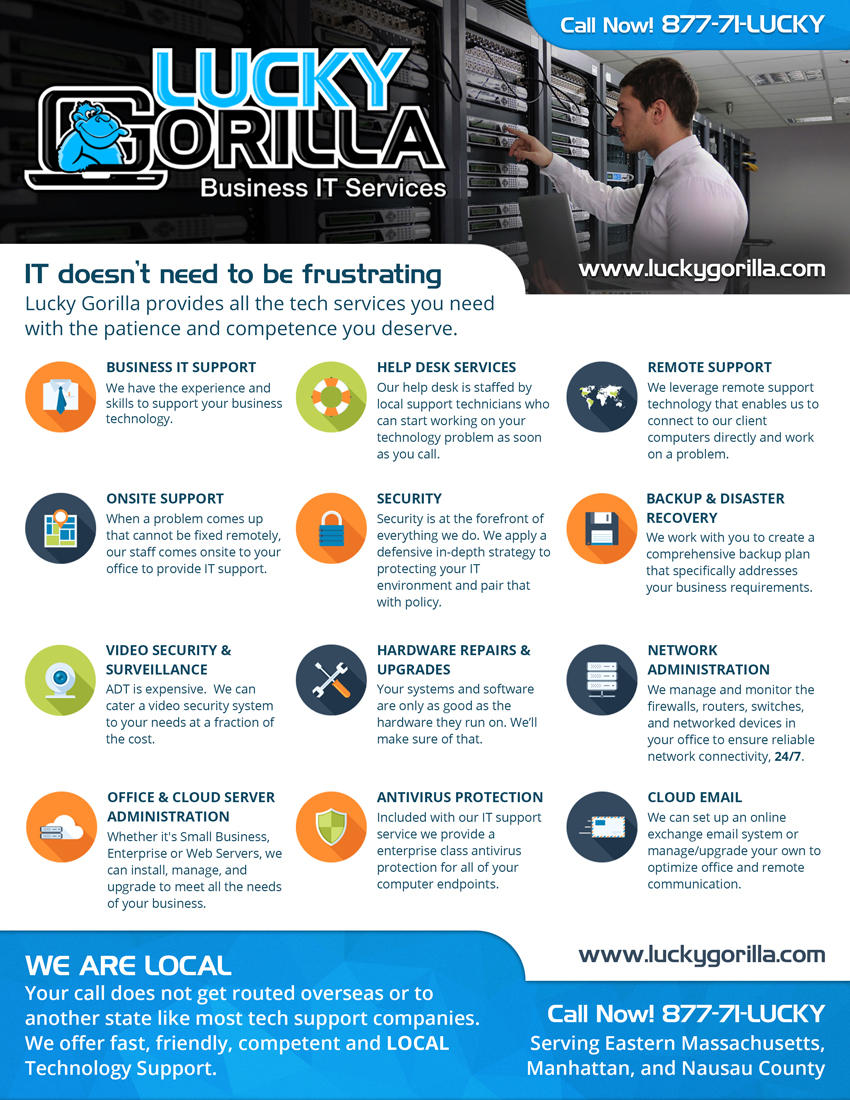 Call Now! 877-71-LUCKY
LUCKY
GORILLA
Business IT Services
www.luckygorilla.com
IT doesn't need to be frustrating
Lucky Gorilla provides all the tech services you need
with the patience and competence you deserve.
BUSINESS IT SUPPORT
We have the experience and
skills to support your business
technology.
HELP DESK SERVICES
Our help desk is staffed by
local support technicians who
can start working on your
technology problem as soon
as you call.
REMOTE SUPPORT
We leverage remote support
technology that enables us to
connect to our client
computers directly and work
on a problem.
ONSITE SUPPORT
When a problem comes up
that cannot be fixed remotely,
our staff comes onsite to your
office to provide IT support.
SECURITY
Security is at the forefront of
everything we do. We apply a
defensive in-depth strategy to
protecting your IT
environment and pair that
with policy.
BACKUP & DISASTER
RECOVERY
We work with you to create a
comprehensive backup plan
that specifically addresses
your business requirements.
VIDEO SECURITY &
SURVEILLANCE
ADT is expensive. We can
cater a video security system
to your needs at a fraction of
the cost.
HARDWARE REPAIRS &
UPGRADES
Your systems and software
are only as good as the
hardware they run on. We'll
make sure of that.
NETWORK
ADMINISTRATION
We manage and monitor the
firewalls, routers, switches,
and networked devices in
your office to ensure reliable
network connectivity, 24/7.
OFFICE & CLOUD SERVER
ADMINISTRATION
Whether it's Small Business,
Enterprise or Web Servers, we
can install, manage, and
upgrade to meet all the needs
of your business.
ANTIVIRUS PROTECTION
Included with our IT support
service we provide a
enterprise class antivirus
protection for all of your
computer endpoints.
CLOUD EMAIL
We can set up an online
exchange email system or
manage/upgrade your own to
optimize office and remote
communication.
WE ARE LOCAL
Your call does not get routed overseas or to
another state like most tech support companies.
We offer fast, friendly, competent and LOCAL
Technology Support.
www.luckygorilla.com
Call Now! 877-71-LUCKY
Serving Eastern Massachusetts,
Manhattan, and Nausau County